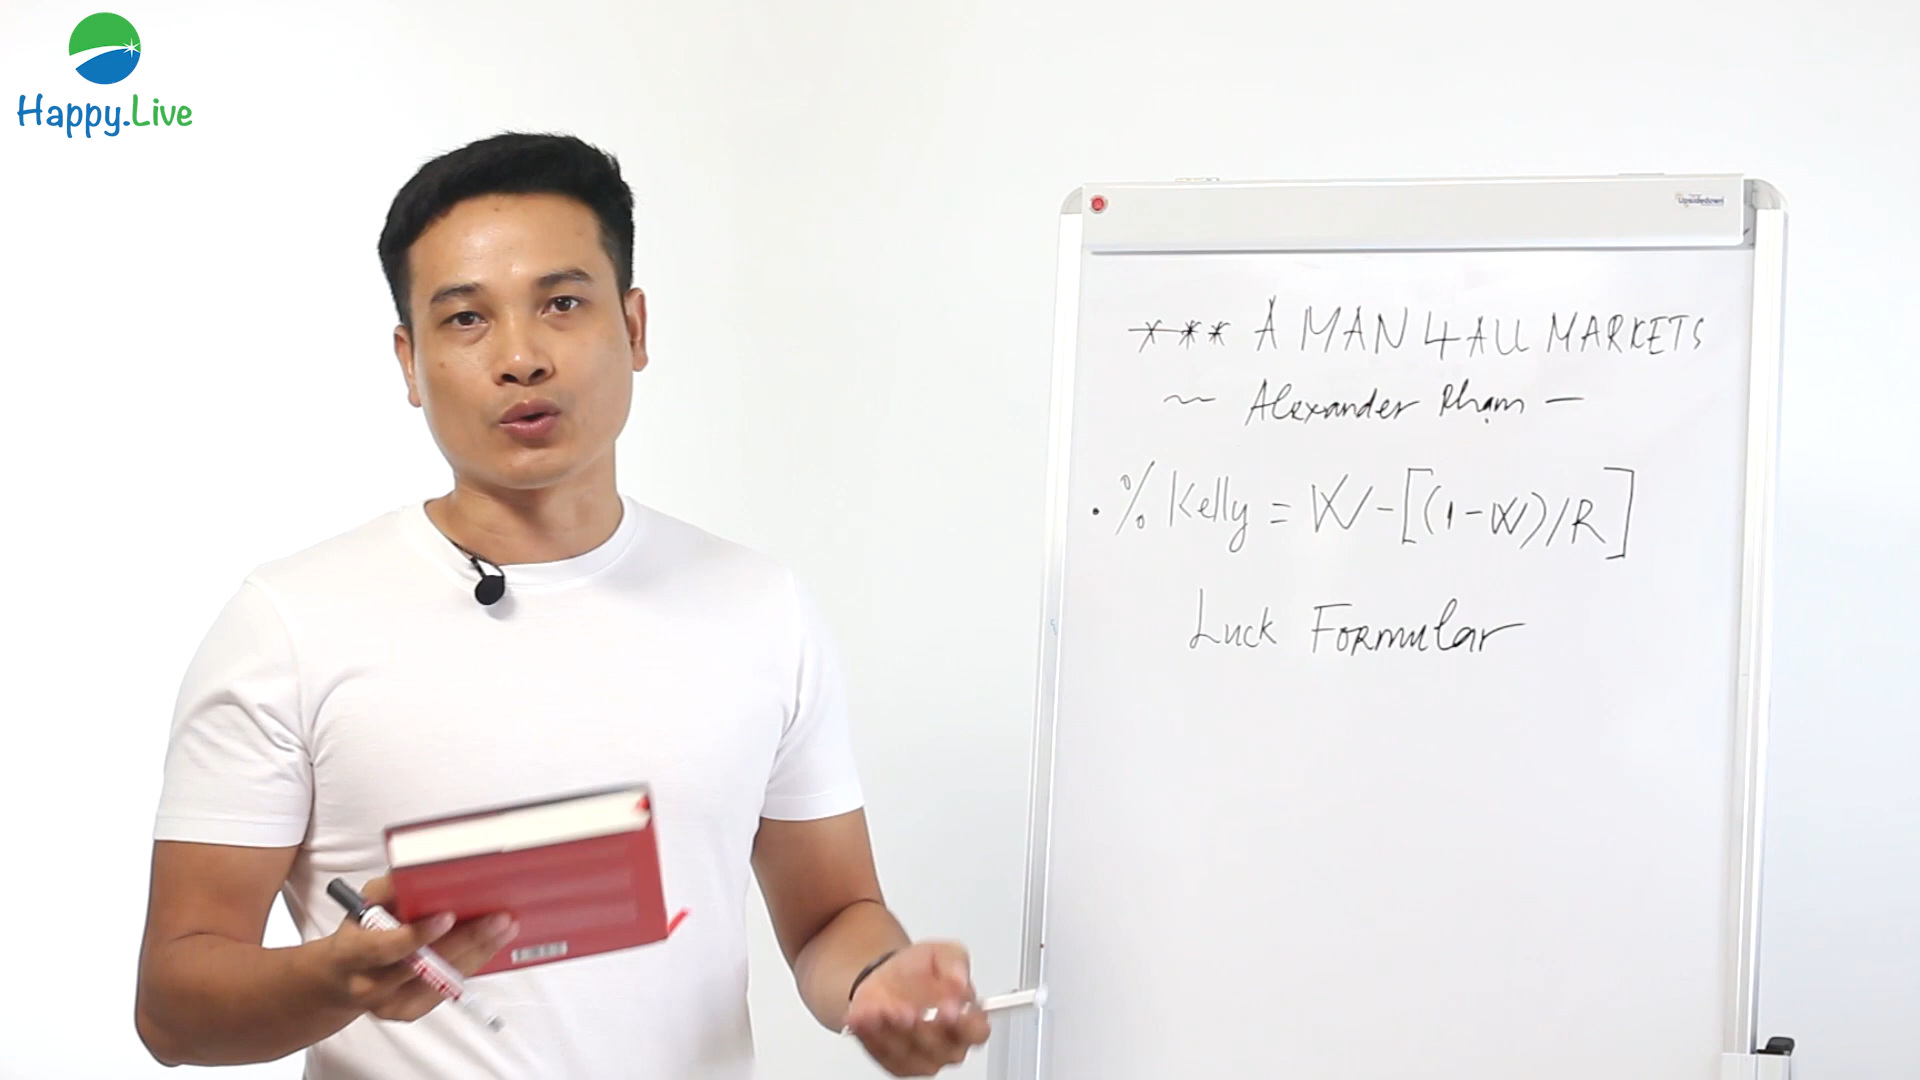 Happy.Live
*** A MAN 4 ALL MARKETS
~ Alexander Phạm —
• % Kelly = W - [(1-W)/R]
Luck Formular